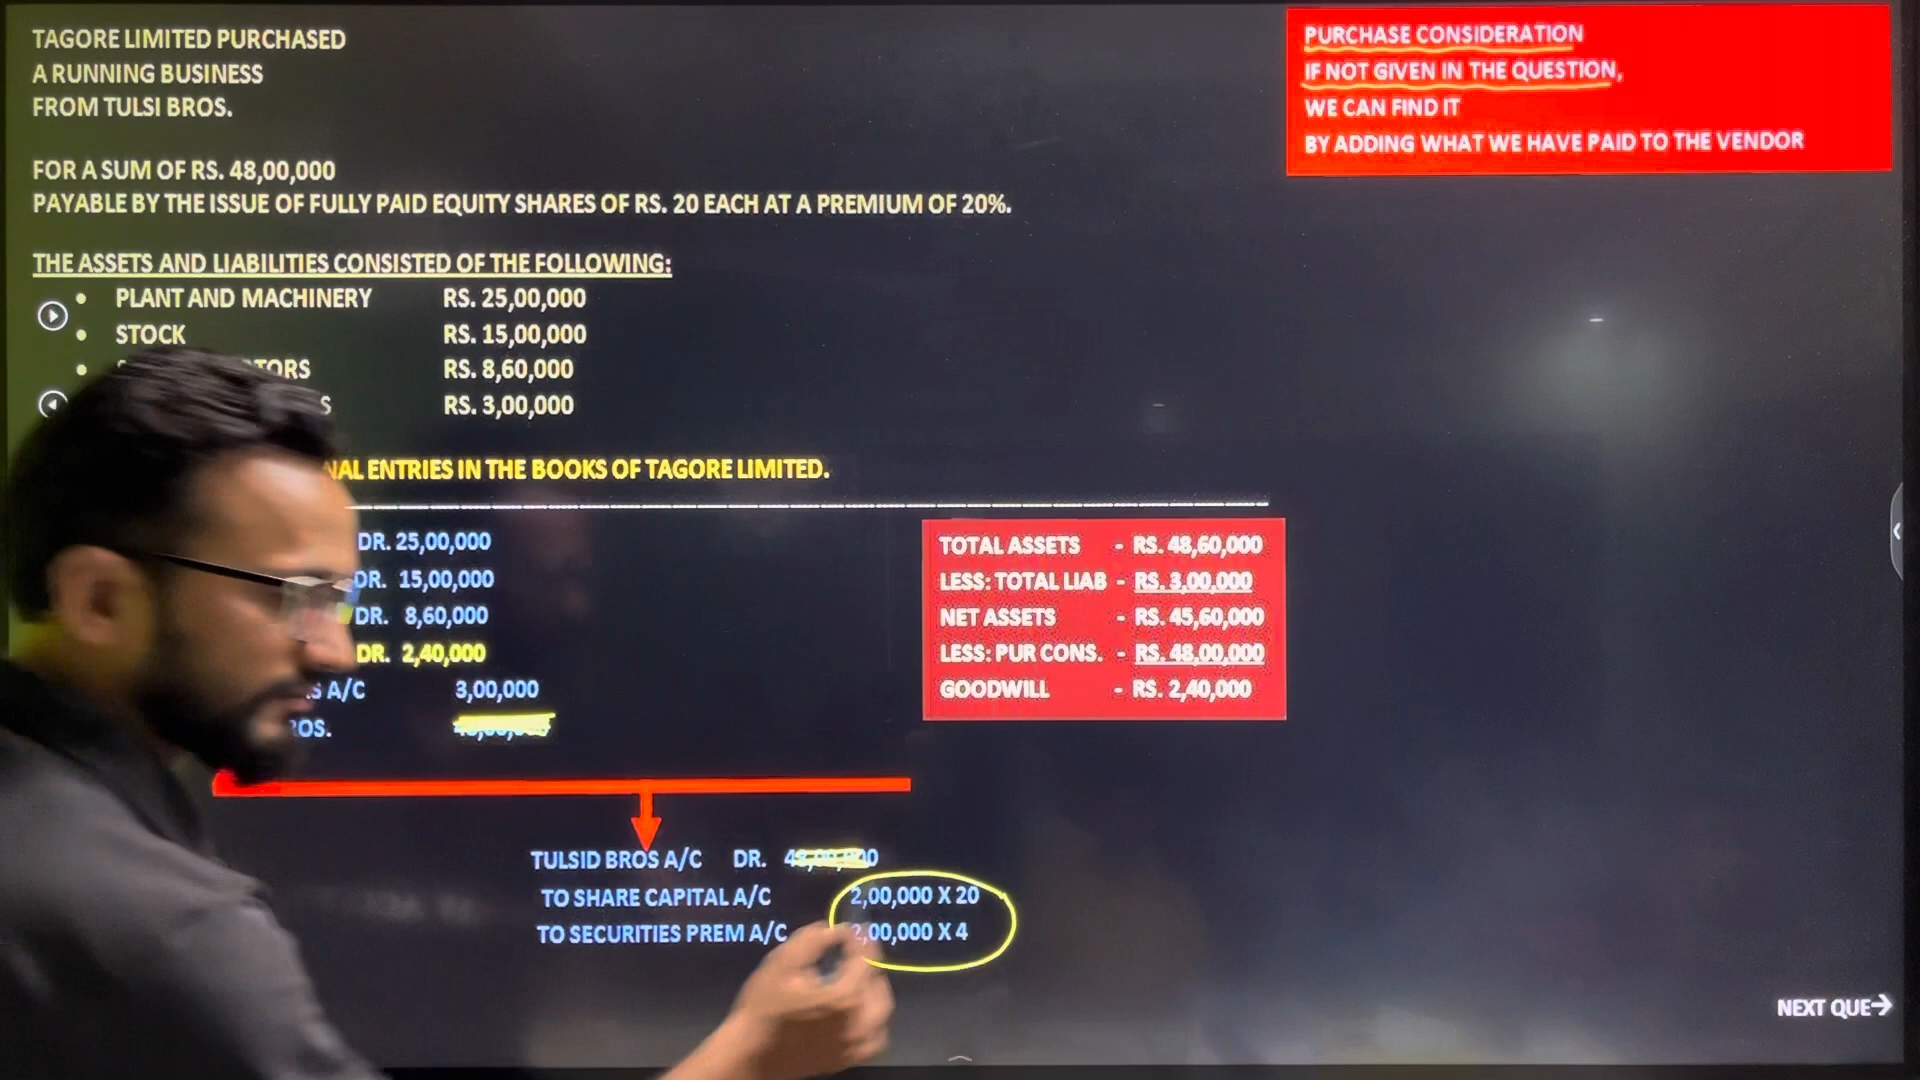 TAGORE LIMITED PURCHASED
A RUNNING BUSINESS
FROM TULSI BROS.
FOR A SUM OF RS. 48,00,000
PAYABLE BY THE ISSUE OF FULLY PAID EQUITY SHARES OF RS. 20 EACH AT A PREMIUM OF 20%.
THE ASSETS AND LIABILITIES CONSISTED OF THE FOLLOWING:
• PLANT AND MACHINERY RS. 25,00,000
• STOCK RS. 15,00,000
• RS. 8,60,000
RS. 3,00,000
ENTRIES IN THE BOOKS OF TAGORE LIMITED.
DR. 25,00,000
DR. 15,00,000
DR. 8,60,000
DR. 2,40,000
A/C 3,00,000
PURCHASE CONSIDERATION
IF NOT GIVEN IN THE QUESTION,
WE CAN FIND IT
BY ADDING WHAT WE HAVE PAID TO THE VENDOR
TOTAL ASSETS - RS. 48,60,000
LESS: TOTAL LIAB - RS. 3,00,000
NET ASSETS - RS. 45,60,000
LESS: PUR CONS. - RS. 48,00,000
GOODWILL - RS. 2,40,000
TULSID BROS A/C DR.
TO SHARE CAPITAL A/C 2,00,000 X 20
TO SECURITIES PREM A/C 2,00,000 X 4
NEXT QUE→